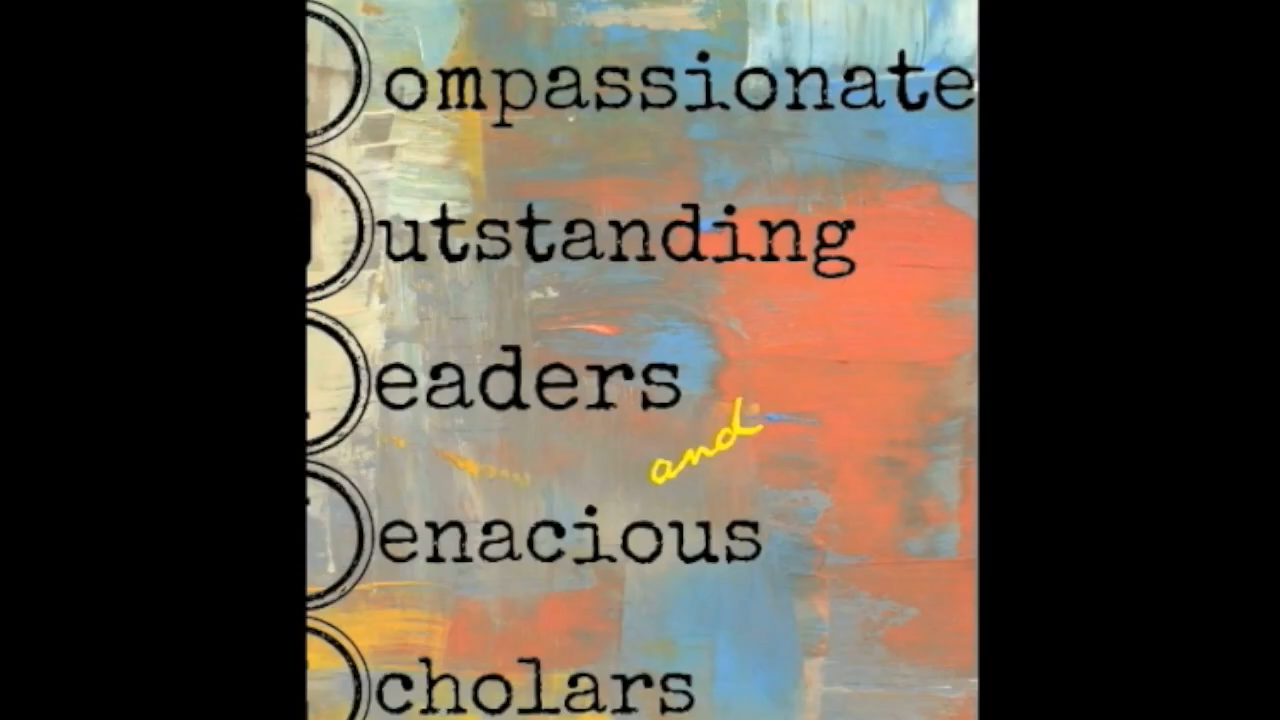 ompassionate
utstanding
eaders
and
enacious
cholars